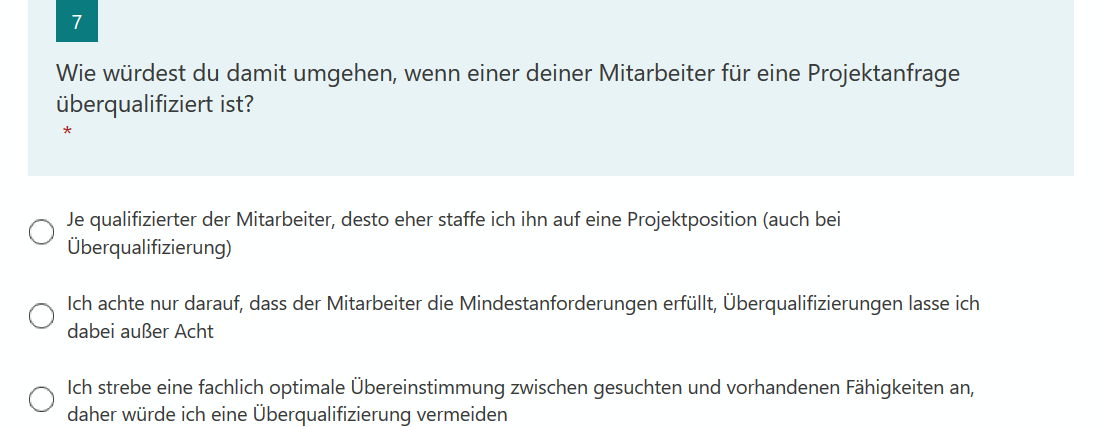 7
Wie würdest du damit umgehen, wenn einer deiner Mitarbeiter für eine Projektanfrage
überqualifiziert ist?
*
Je qualifizierter der Mitarbeiter, desto eher staffe ich ihn auf eine Projektposition (auch bei
Überqualifizierung)
Ich achte nur darauf, dass der Mitarbeiter die Mindestanforderungen erfüllt, Überqualifizierungen lasse ich
dabei außer Acht
Ich strebe eine fachlich optimale Übereinstimmung zwischen gesuchten und vorhandenen Fähigkeiten an,
daher würde ich eine Überqualifizierung vermeiden